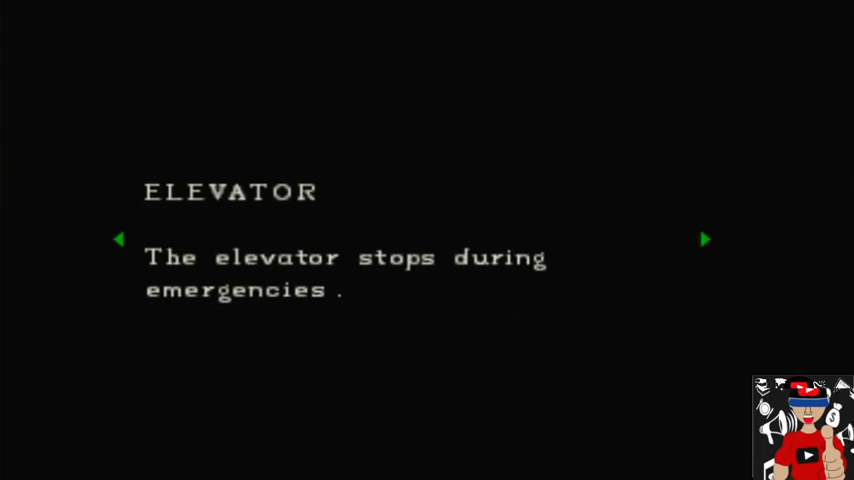 ELEVATOR
The elevator stops during
emergencies.
$